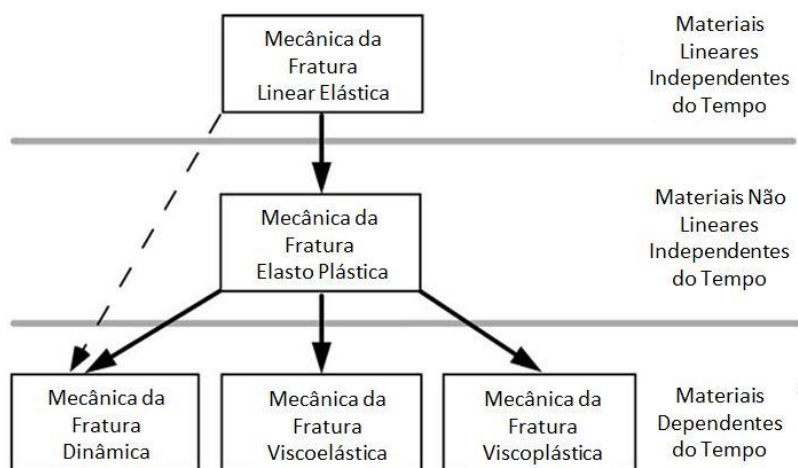 Mecânica da
Fratura
Linear Elástica
Materiais
Lineares
Independentes
do Tempo
Mecânica da
Fratura
Elasto Plástica
Materiais Não
Lineares
Independentes
do Tempo
Mecânica da
Fratura
Dinâmica
Mecânica da
Fratura
Viscoelástica
Mecânica da
Fratura
Viscoplástica
Materiais
Dependentes
do Tempo